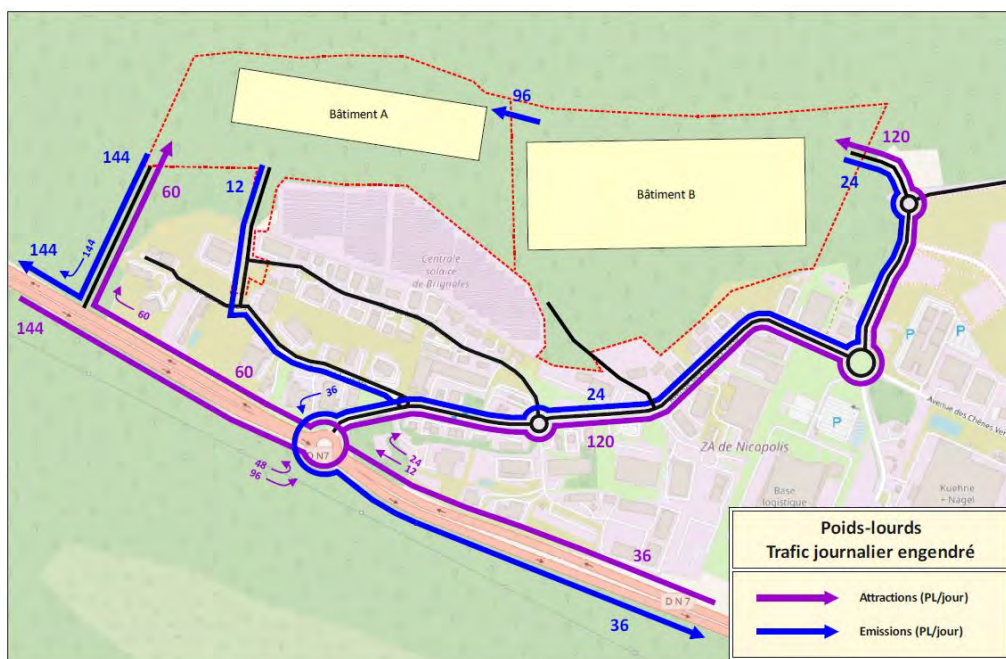 96
Bâtiment A
120
144
60
12
24
Bâtiment B
144
144
Centrale
solaire
de Brignoles
60
144
60
36
24
P
P
120
Avenue des Chênes Ver
ZA de Nicopolis
P
D N7
24
12
48
96
Base
logistique
Kuehne
+ Nagel
36
D N 7
36
Poids-lourds
Trafic journalier engendré
Attractions (PL/jour)
Emissions (PL/jour)